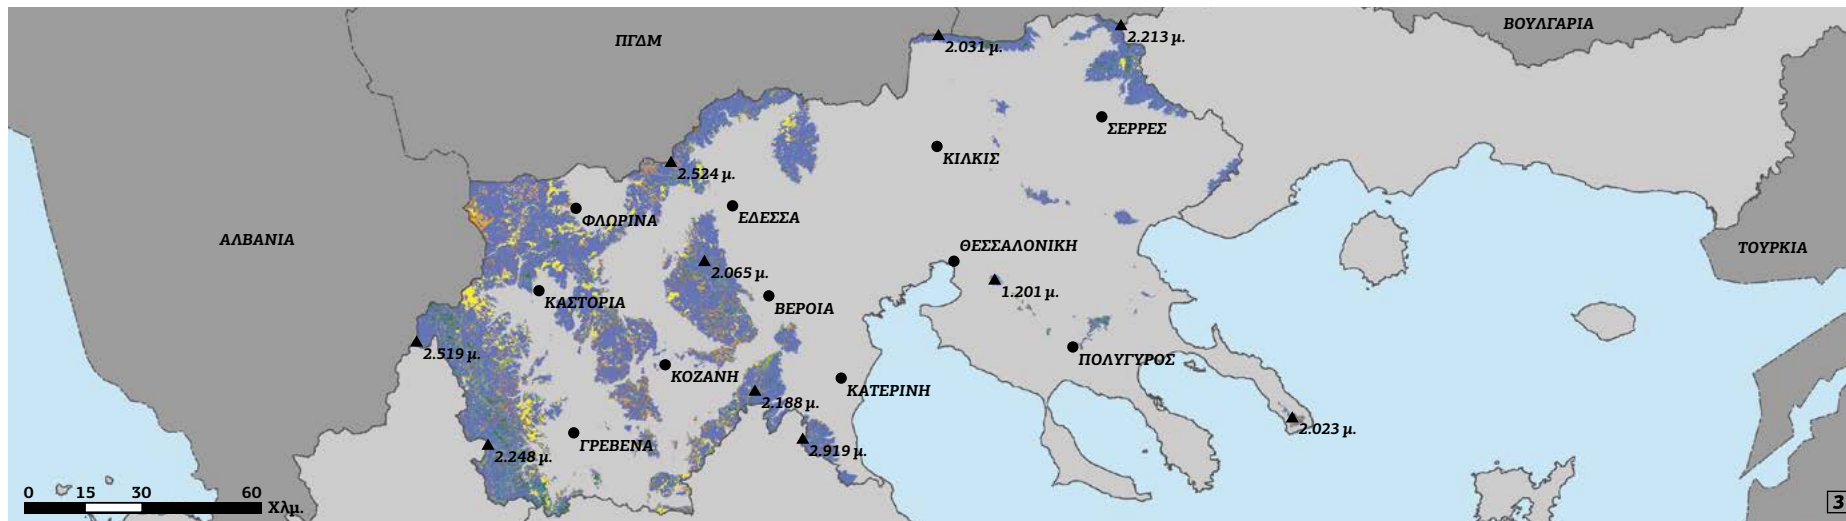 ΒΟΥΛΓΑΡΙΑ
ΠΓΔΜ
2.031 μ.
2.213 μ.
ΣΕΡΡΕΣ
ΚΙΛΚΙΣ
2.524 μ.
ΦΛΩΡΙΝΑ
ΕΔΕΣΣΑ
ΑΛΒΑΝΙΑ
ΘΕΣΣΑΛΟΝΙΚΗ
ΤΟΥΡΚΙΑ
2.065 μ.
1.201 μ.
ΚΑΣΤΟΡΙΑ
ΒΕΡΟΙΑ
2.519 μ.
ΠΟΛΥΓΥΡΟΣ
ΚΟΖΑΝΗ
ΚΑΤΕΡΙΝΗ
2.188 μ.
2.023 μ.
ΓΡΕΒΕΝΑ
2.919 μ.
2.248 μ.
0 15 30 60 Χλμ.
3